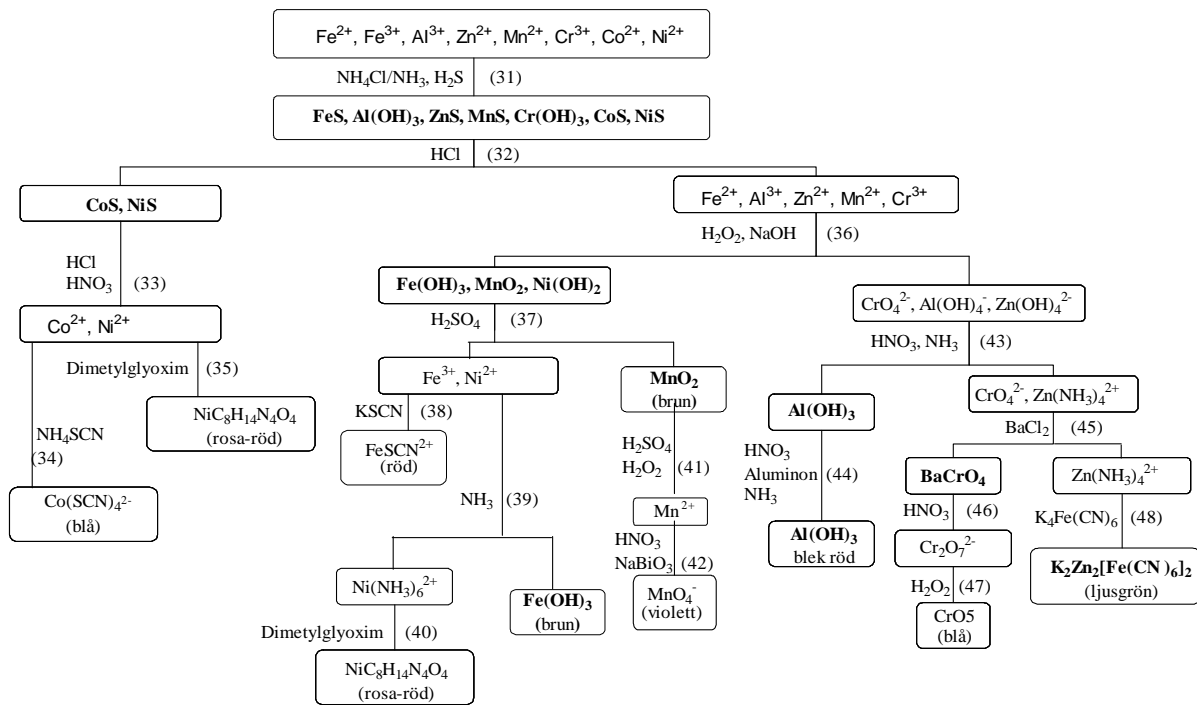 Fe²⁺, Fe³⁺, Al³⁺, Zn²⁺, Mn²⁺, Cr³⁺, Co²⁺, Ni²⁺
NH₄Cl/NH₃, H₂S (31)
FeS, Al(OH)₃, ZnS, MnS, Cr(OH)₃, CoS, NiS
HCl (32)
CoS, NiS
HCl
HNO₃ (33)
Co²⁺, Ni²⁺
Dimetylglyoxim (35)
NiC₈H₁₄N₄O₄
(rosa-röd)
NH₄SCN
(34)
Co(SCN)₄²⁻
(blå)
Fe²⁺, Al³⁺, Zn²⁺, Mn²⁺, Cr³⁺
H₂O₂, NaOH (36)
Fe(OH)₃, MnO₂, Ni(OH)₂
H₂SO₄ (37)
Fe³⁺, Ni²⁺
KSCN (38)
FeSCN²⁺
(röd)
NH₃ (39)
Ni(NH₃)₆²⁺
Dimetylglyoxim (40)
NiC₈H₁₄N₄O₄
(rosa-röd)
Fe(OH)₃
(brun)
MnO₂
(brun)
H₂SO₄
H₂O₂ (41)
Mn²⁺
HNO₃
NaBiO₃ (42)
MnO₄⁻
(violett)
CrO₄²⁻, Al(OH)₄⁻, Zn(OH)₄²⁻
HNO₃, NH₃ (43)
Al(OH)₃
HNO₃
Aluminon (44)
NH₃
Al(OH)₃
blek röd
CrO₄²⁻, Zn(NH₃)₄²⁺
BaCl₂ (45)
BaCrO₄
HNO₃ (46)
Cr₂O₇²⁻
H₂O₂ (47)
CrO5
(blå)
Zn(NH₃)₄²⁺
K₄Fe(CN)₆ (48)
K₂Zn₂[Fe(CN )₆]₂
(ljusgrön)